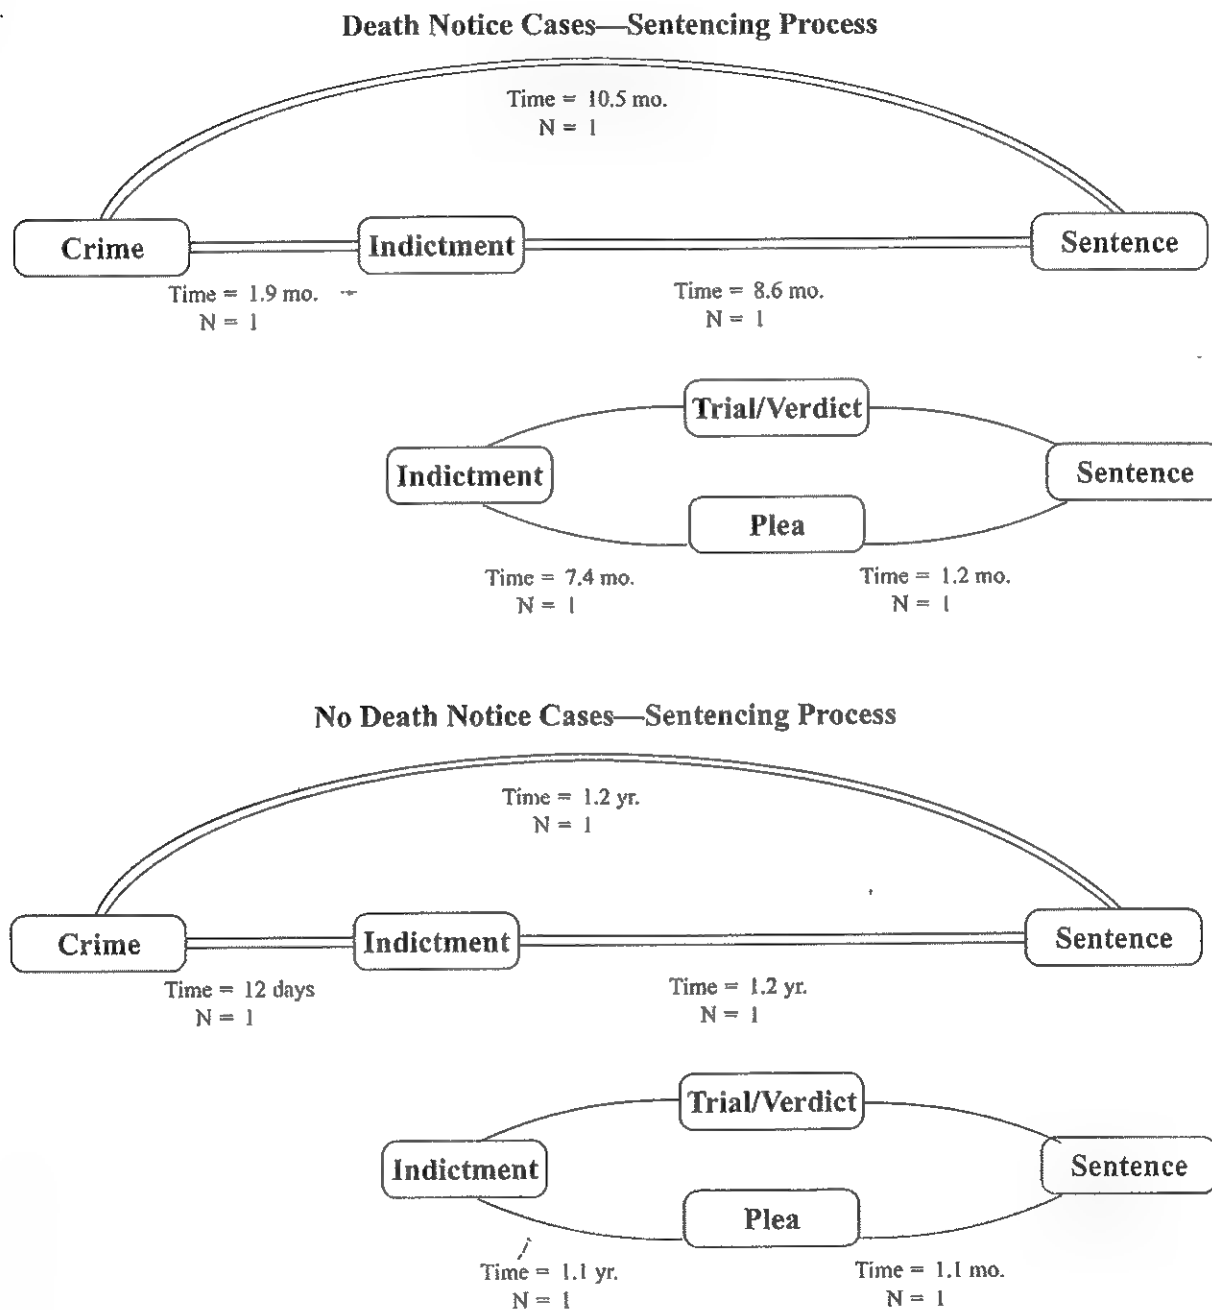 Death Notice Cases—Sentencing Process
Time = 10.5 mo.
N = 1
Crime
Indictment
Sentence
Time = 1.9 mo.
N = 1
Time = 8.6 mo.
N = 1
Trial/Verdict
Indictment
Sentence
Plea
Time = 7.4 mo.
N = 1
Time = 1.2 mo.
N = 1
No Death Notice Cases—Sentencing Process
Time = 1.2 yr.
N = 1
Crime
Indictment
Sentence
Time = 12 days
N = 1
Time = 1.2 yr.
N = 1
Trial/Verdict
Indictment
Sentence
Plea
Time = 1.1 yr.
N = 1
Time = 1.1 mo.
N = 1